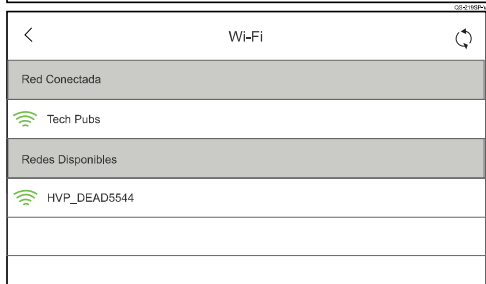 Wi-Fi
Red Conectada
Tech Pubs
Redes Disponibles
HVP_DEAD5544